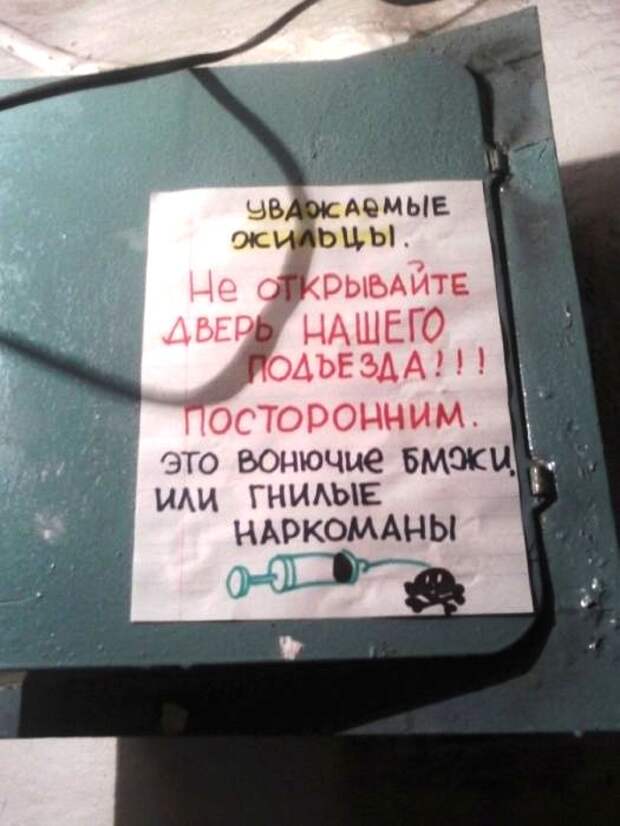 УВАЖАЕМЫЕ
ЖИЛЬЦЫ.
Не ОТКРЫВАЙТЕ
ДВЕРЬ НАШЕГО
ПОДЪЕЗДА!!!
ПОСТОРОННИМ.
ЭТО ВОНЮЧИЕ БМЖИ,
ИЛИ ГНИЛЫЕ
НАРКОМАНЫ